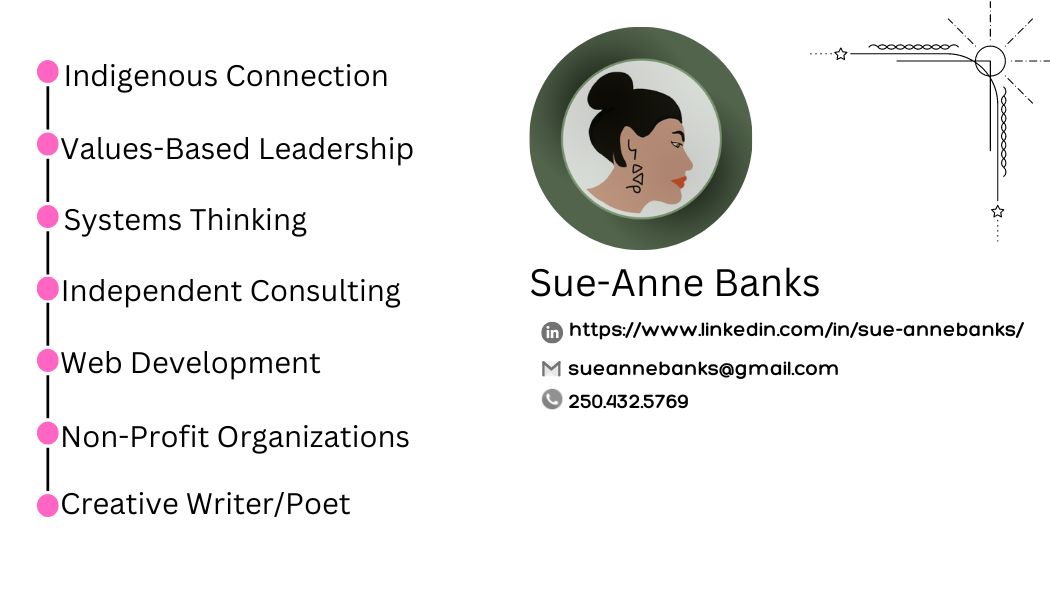 Indigenous Connection
Values-Based Leadership
Systems Thinking
Independent Consulting
Web Development
Non-Profit Organizations
Creative Writer/Poet
Sue-Anne Banks
https://www.linkedin.com/in/sue-annebanks/
sueannebanks@gmail.com
250.432.5769